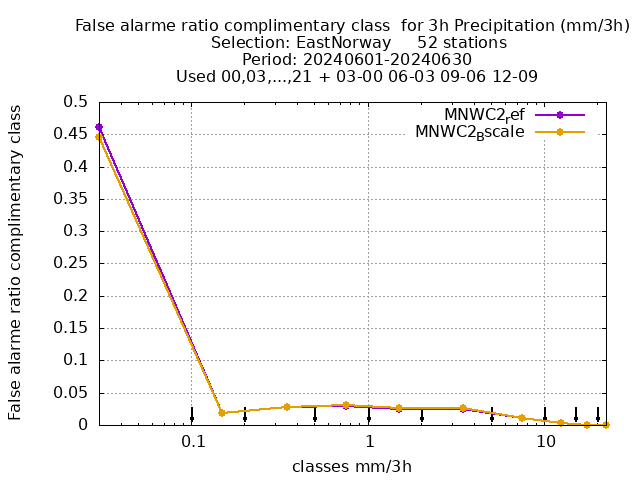 False alarme ratio complimentary class  for 3h Precipitation (mm/3h)
Selection: EastNorway     52 stations
Period: 20240601-20240630
Used 00,03,...,21 + 03-00 06-03 09-06 12-09
False alarme ratio complimentary class
MNWC2ref
MNWC2Bscale
0.5
0.45
0.4
0.35
0.3
0.25
0.2
0.15
0.1
0.05
0
0.1
1
10
classes mm/3h